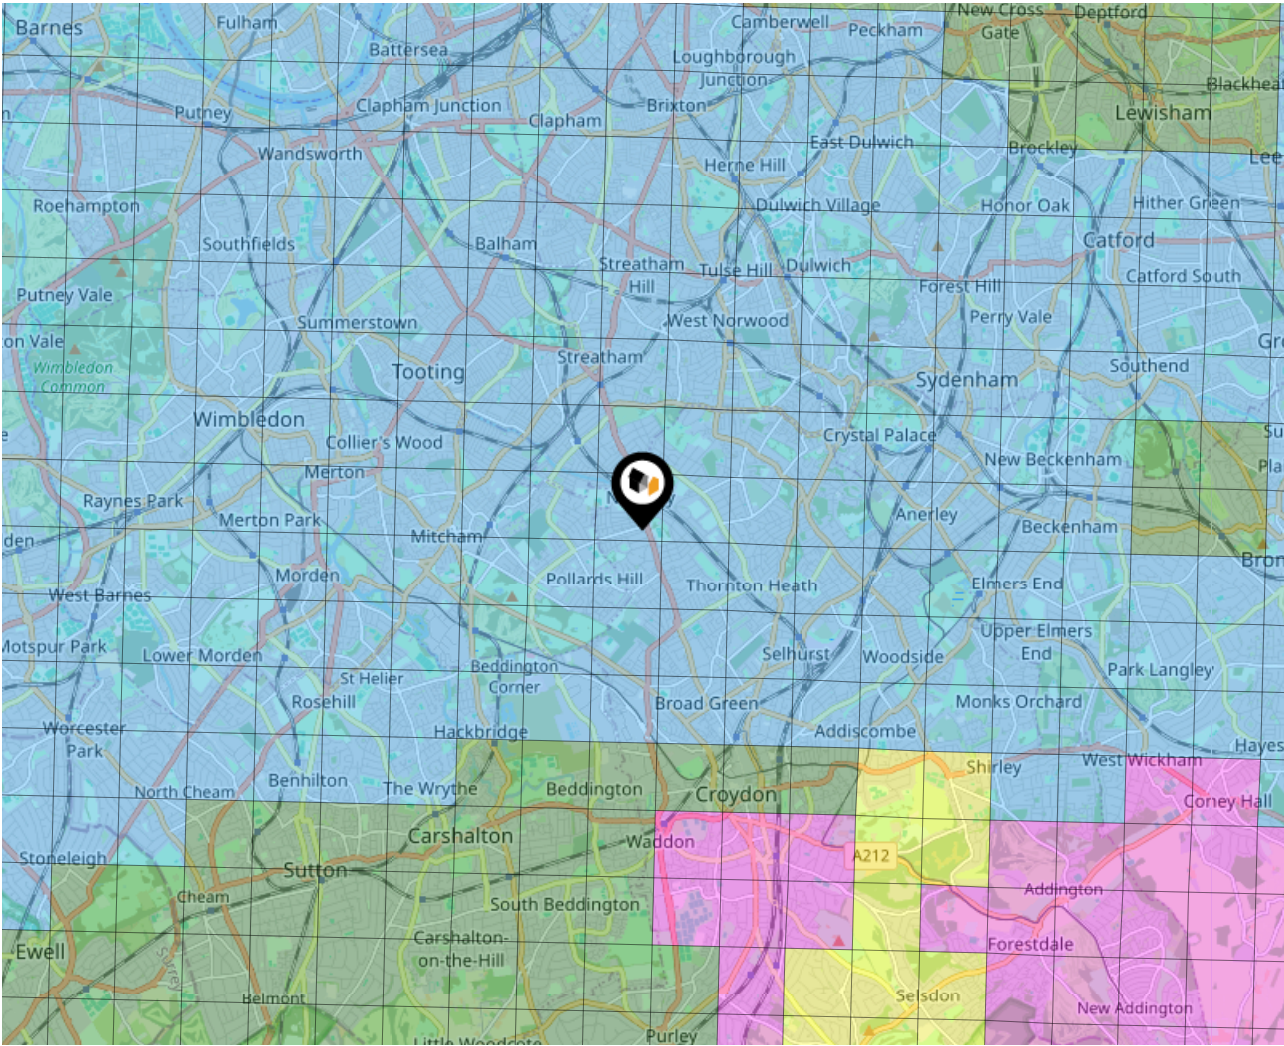 Barnes
Fulham
Battersea
Camberwell
Peckham
New Cross
Gate
Deptford
Loughborough
Junction
Putney
Clapham Junction
Clapham
Brixton
Lewisham
Wandsworth
Herne Hill
East Dulwich
Brockley
Roehampton
Southfields
Balham
Dulwich Village
Honor Oak
Hither Green
Catford
Streatham
Hill
Tulse Hill
Dulwich
Catford South
Putney Vale
Forest Hill
Summerstown
West Norwood
Perry Vale
Wimbledon
Common
Tooting
Streatham
Sydenham
Southend
Wimbledon
Collier's Wood
Crystal Palace
Merton
New Beckenham
Raynes Park
Merton Park
Mitcham
Anerley
Beckenham
Morden
Pollards Hill
Thornton Heath
Elmers End
West Barnes
Motspur Park
Lower Morden
Selhurst
Woodside
Upper Elmers
End
St Helier
Beddington
Corner
Park Langley
Rosehill
Broad Green
Monks Orchard
Worcester
Park
Hackbridge
Addiscombe
Hayes
Benhilton
North Cheam
The Wrythe
Beddington
Croydon
Shirley
West Wickham
Coney Hall
Carshalton
Waddon
Stoneleigh
Sutton
A212
Cheam
South Beddington
Addington
Ewell
Carshalton-
on-the-Hill
Forestdale
Surrey
Belmont
Selsdon
New Addington
Little Woodcote
Purley